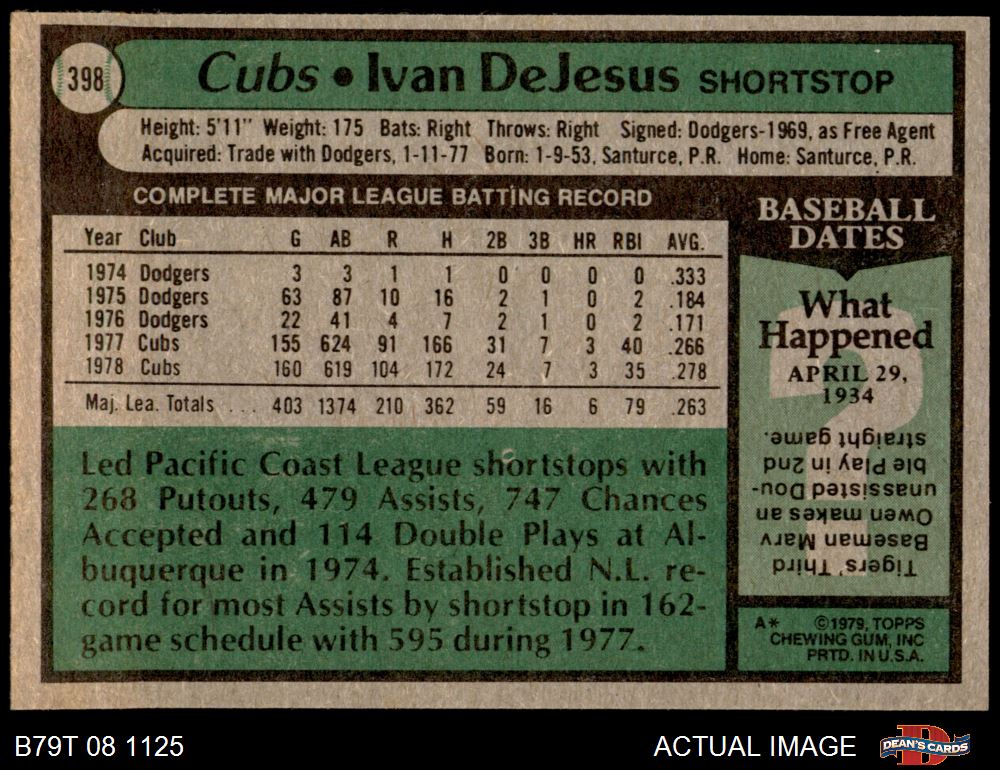 398
Cubs • Ivan DeJesus SHORTSTOP
Height: 5'11" Weight: 175 Bats: Right Throws: Right Signed: Dodgers-1969, as Free Agent
Acquired: Trade with Dodgers, 1-11-77 Born: 1-9-53, Santurce, P.R. Home: Santurce, P.R.
COMPLETE MAJOR LEAGUE BATTING RECORD
Year Club G AB R H 2B 3B HR RBI AVG.
1974 Dodgers 3 3 1 1 0 0 0 0 .333
1975 Dodgers 63 87 10 16 2 1 0 2 .184
1976 Dodgers 22 41 4 7 2 1 0 2 .171
1977 Cubs 155 624 91 166 31 7 3 40 .266
1978 Cubs 160 619 104 172 24 7 3 35 .278
Maj. Lea. Totals ... 403 1374 210 362 59 16 6 79 .263
Led Pacific Coast League shortstops with
268 Putouts, 479 Assists, 747 Chances
Accepted and 114 Double Plays at Al-
buquerque in 1974. Established N.L. re-
cord for most Assists by shortstop in 162-
game schedule with 595 during 1977.
BASEBALL
DATES
What
Happened
APRIL 29,
1934
Tigers' Third
Baseman Marv
Owen makes an
unassisted Dou-
ble Play in 2nd
straight game.
A* ©1979, TOPPS
CHEWING GUM, INC
PRTD. IN U.S.A.
B79T 08 1125
ACTUAL IMAGE
D
DEAN'S CARDS